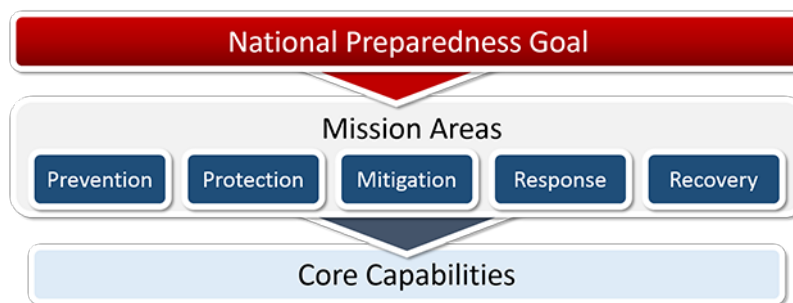 National Preparedness Goal
Mission Areas
Prevention Protection Mitigation Response Recovery
Core Capabilities